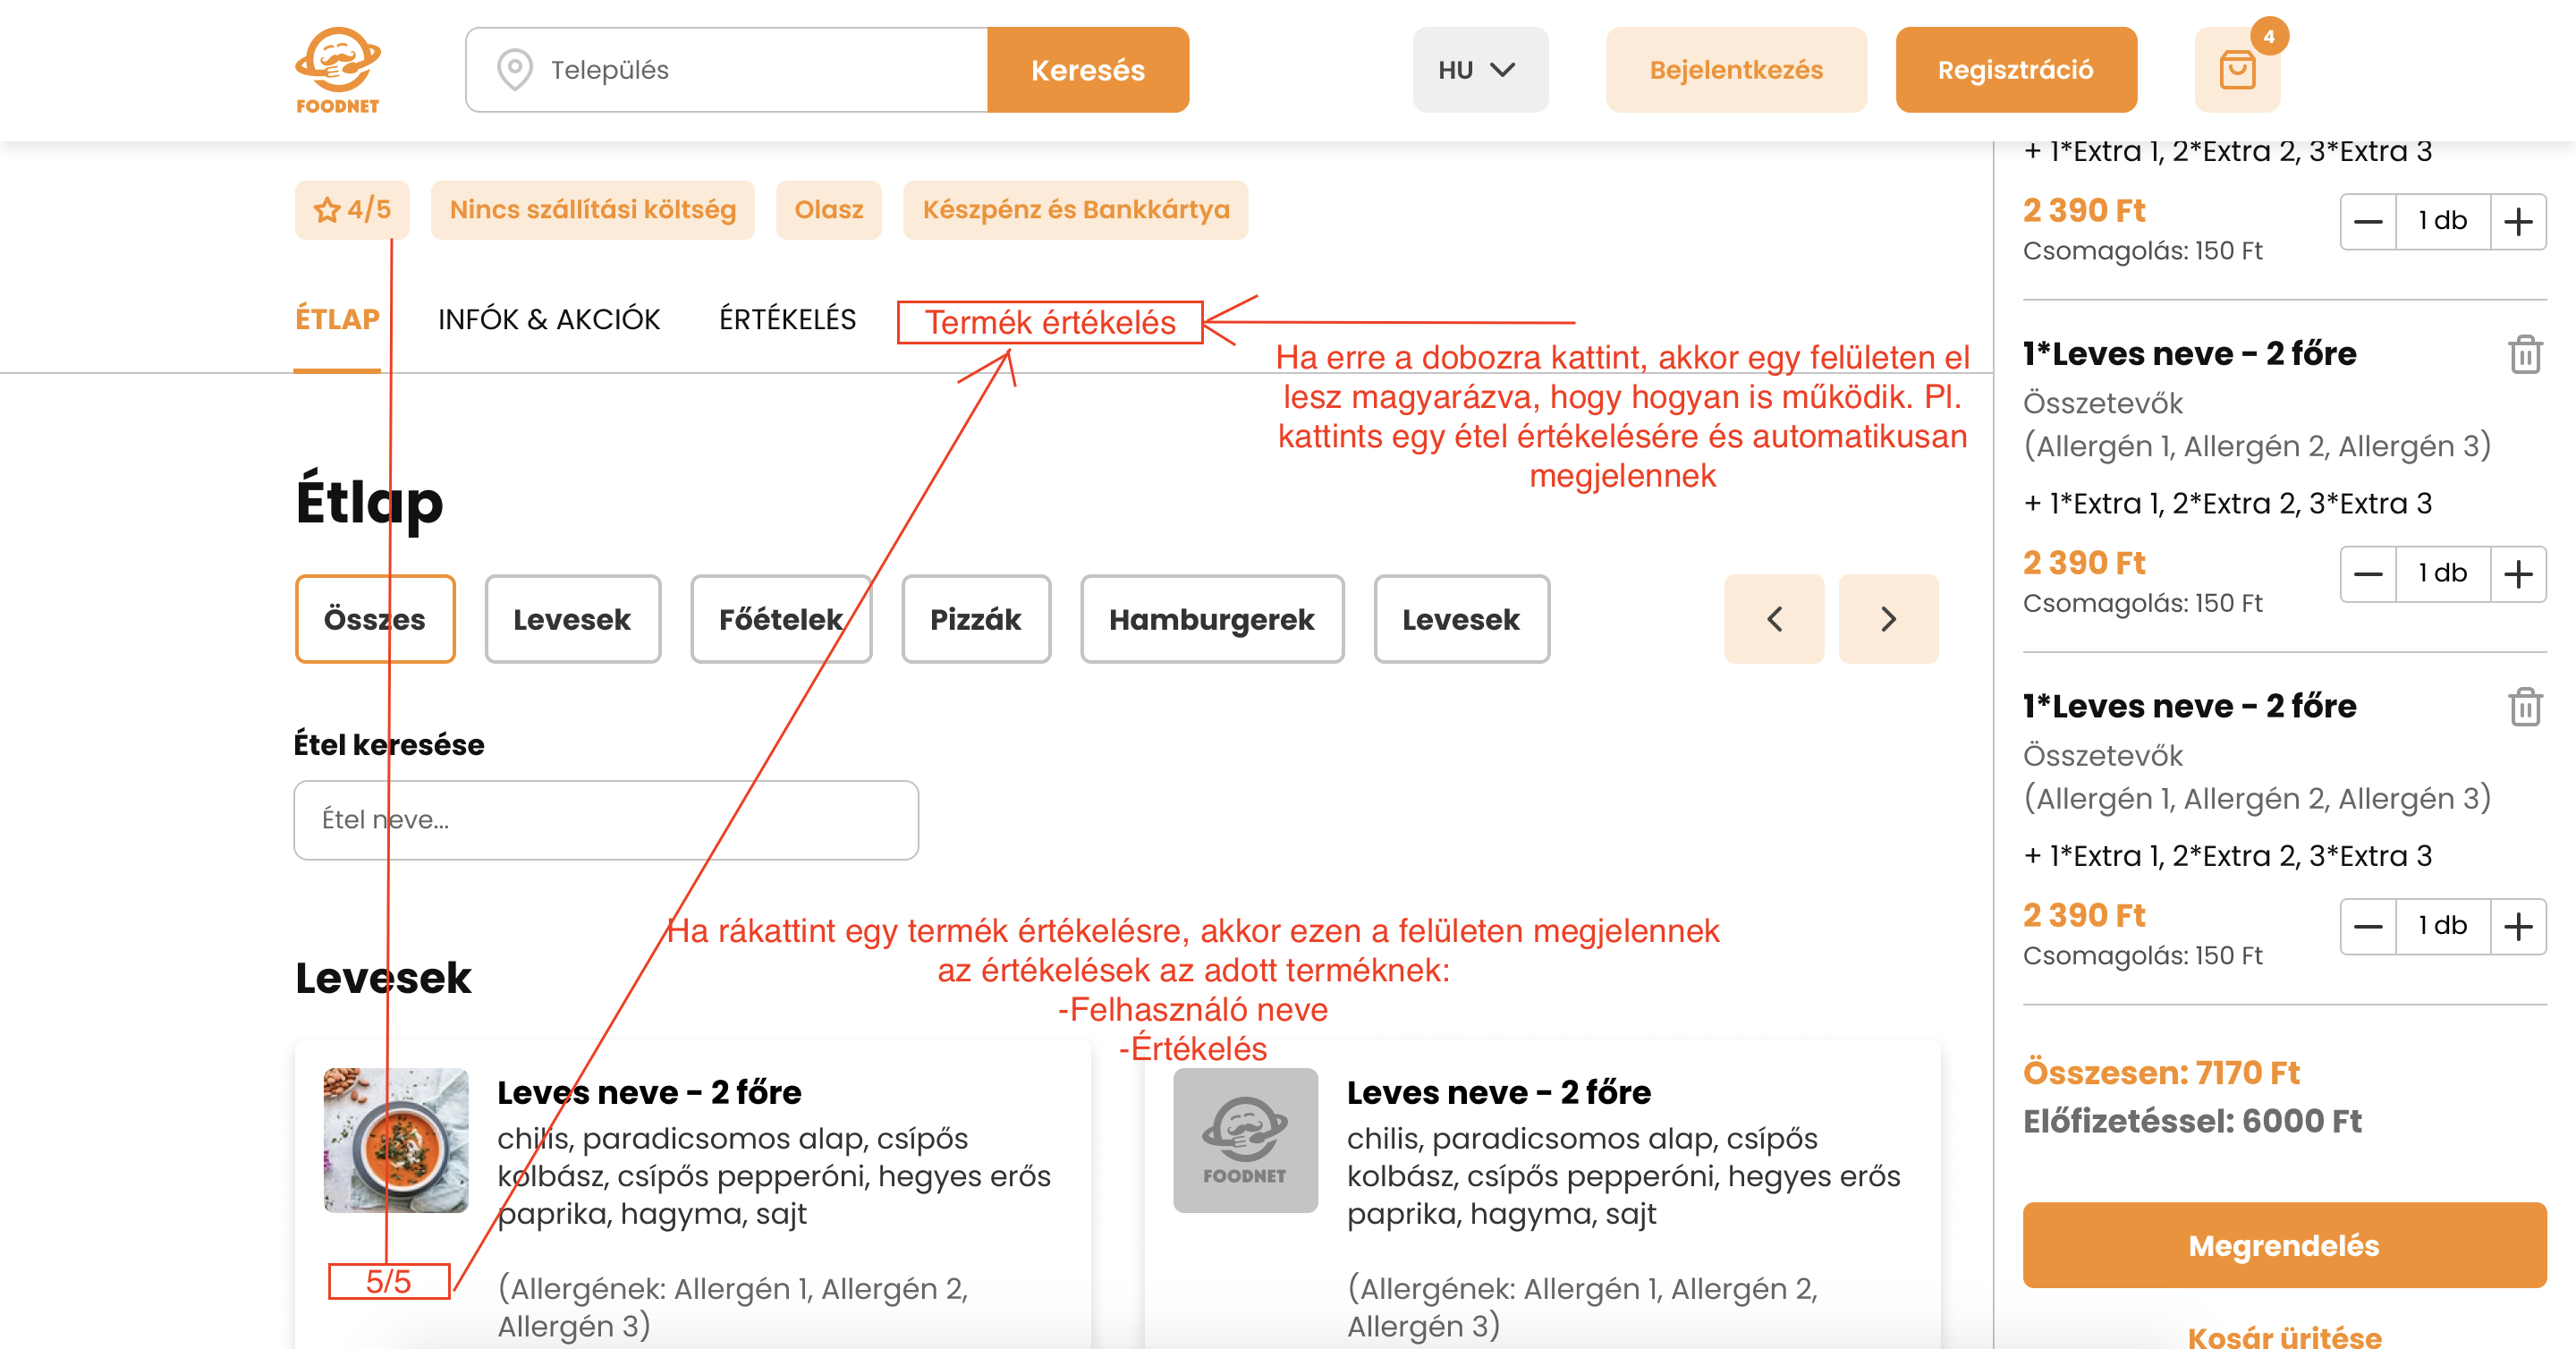 FOODNET
Település
Keresés
HU
Bejelentkezés
Regisztráció
4
4/5
Nincs szállítási költség
Olasz
Készpénz és Bankkártya
ÉTLAP
INFÓK & AKCIÓK
ÉRTÉKELÉS
Termék értékelés
Ha erre a dobozra kattint, akkor egy felületen el
lesz magyarázva, hogy hogyan is működik. Pl.
kattints egy étel értékelésére és automatikusan
megjelennek
Étlap
Összes
Levesek
Főételek
Pizzák
Hamburgerek
Levesek
Étel keresése
Étel neve...
Ha rákattint egy termék értékelésre, akkor ezen a felületen megjelennek
az értékelések az adott terméknek:
-Felhasználó neve
-Értékelés
Levesek
Leves neve - 2 főre
chilis, paradicsomos alap, csípős
kolbász, csípős pepperóni, hegyes erős
paprika, hagyma, sajt
5/5
(Allergének: Allergén 1, Allergén 2,
Allergén 3)
FOODNET
Leves neve - 2 főre
chilis, paradicsomos alap, csípős
kolbász, csípős pepperóni, hegyes erős
paprika, hagyma, sajt
(Allergének: Allergén 1, Allergén 2,
Allergén 3)
+ 1*Extra 1, 2*Extra 2, 3*Extra 3
2 390 Ft
1 db
Csomagolás: 150 Ft
1*Leves neve - 2 főre
Összetevők
(Allergén 1, Allergén 2, Allergén 3)
+ 1*Extra 1, 2*Extra 2, 3*Extra 3
2 390 Ft
1 db
Csomagolás: 150 Ft
1*Leves neve - 2 főre
Összetevők
(Allergén 1, Allergén 2, Allergén 3)
+ 1*Extra 1, 2*Extra 2, 3*Extra 3
2 390 Ft
1 db
Csomagolás: 150 Ft
Összesen: 7170 Ft
Előfizetéssel: 6000 Ft
Megrendelés
Kosár ürítése